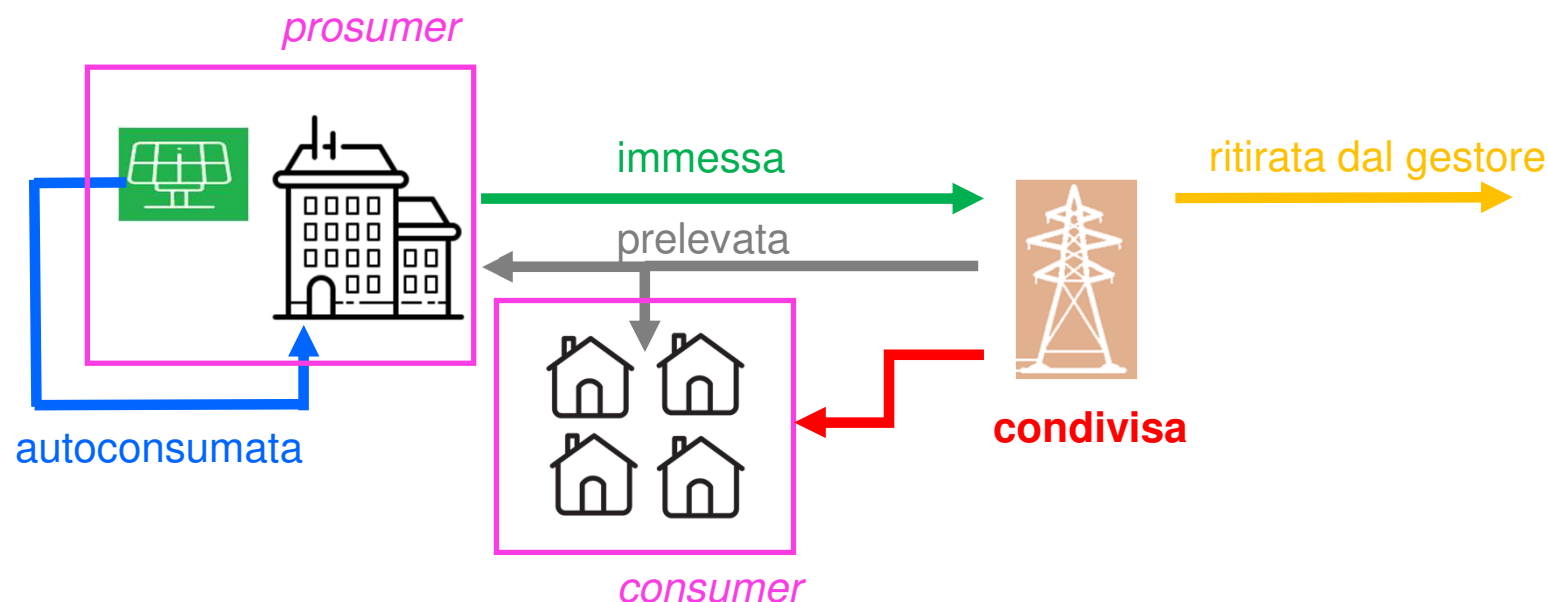 prosumer
immessa
ritirata dal gestore
prelevata
condivisa
autoconsumata
consumer